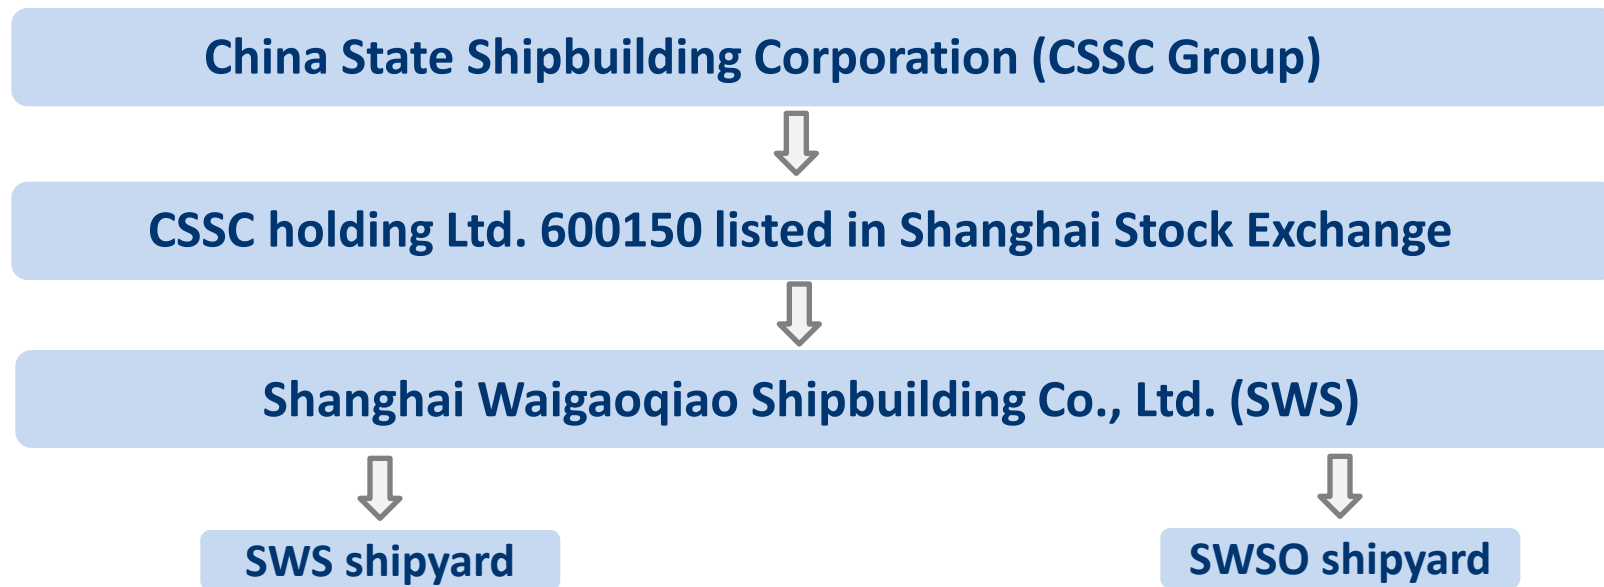 China State Shipbuilding Corporation (CSSC Group)
CSSC holding Ltd. 600150 listed in Shanghai Stock Exchange
Shanghai Waigaoqiao Shipbuilding Co., Ltd. (SWS)
SWS shipyard
SWSO shipyard